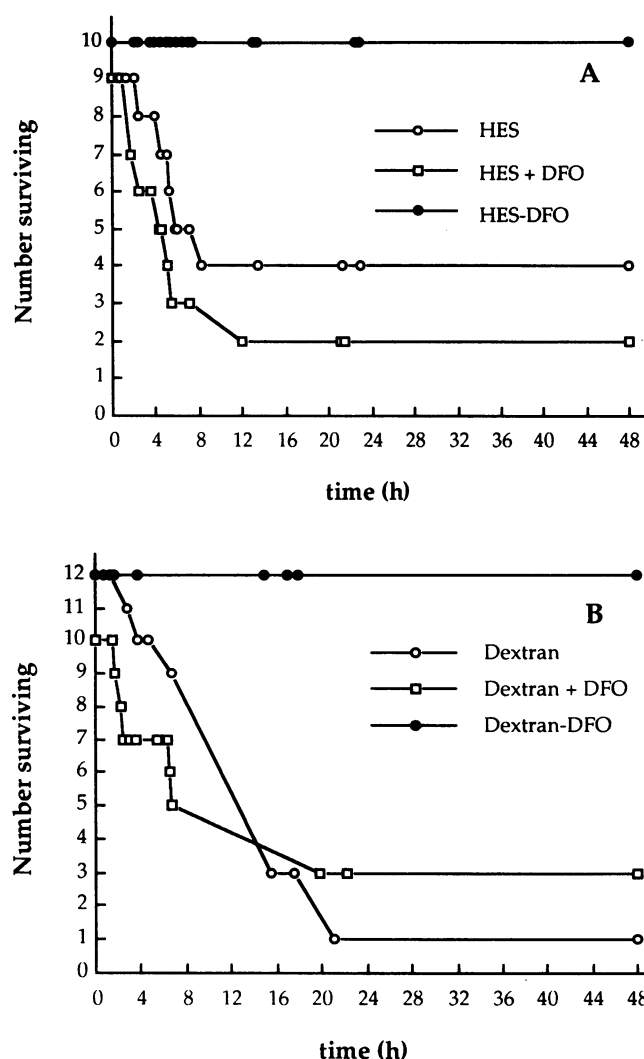 10
9
8
7
6
5
4
3
2
1
0
Number surviving
A
HES
HES + DFO
HES-DFO
0 4 8 12 16 20 24 28 32 36 40 44 48
time (h)
12
11
10
9
8
7
6
5
4
3
2
1
0
Number surviving
B
Dextran
Dextran + DFO
Dextran-DFO
0 4 8 12 16 20 24 28 32 36 40 44 48
time (h)